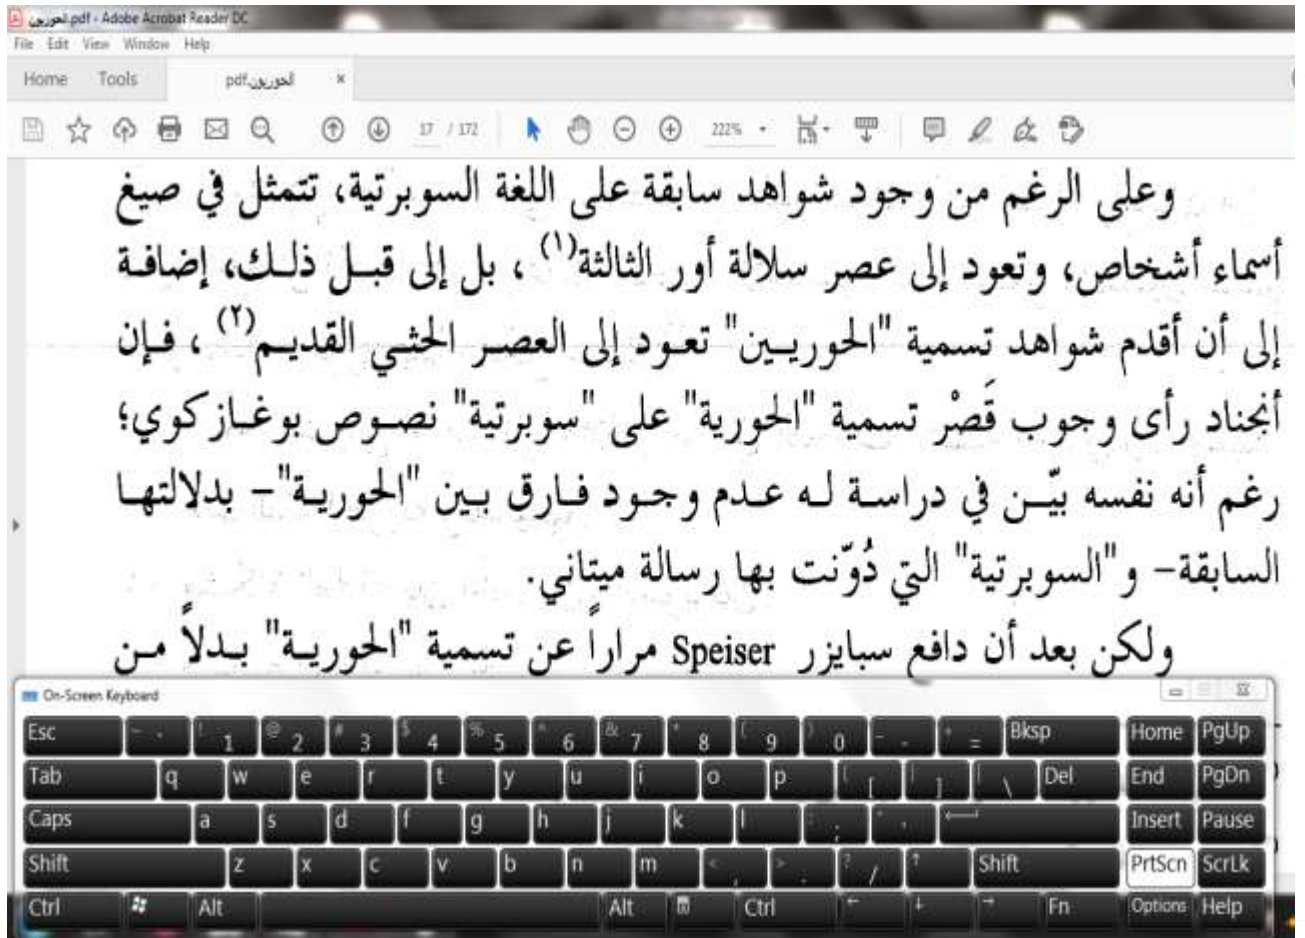 الحوريون.pdf - Adobe Acrobat Reader DC
File Edit View Window Help
Home Tools الحوريون.pdf ×
17 / 172 222%
وعلى الرغم من وجود شواهد سابقة على اللغة السوبرتية، تتمثل في صيغ
أسماء أشخاص، وتعود إلى عصر سلالة أور الثالثة(١) ، بل إلى قبل ذلك، إضافة
إلى أن أقدم شواهد تسمية "الحوريين" تعود إلى العصر الحثي القديم(٢) ، فإن
أنجناد رأى وجوب قَصْر تسمية "الحورية" على "سوبرتية" نصوص بوغازكوي؛
رغم أنه نفسه بيّن في دراسة له عدم وجود فارق بين "الحورية"- بدلالتها
السابقة- و"السوبرتية" التي دُوّنت بها رسالة ميتاني.
ولكن بعد أن دافع سبايزر Speiser مراراً عن تسمية "الحورية" بدلاً من
On-Screen Keyboard
Esc ! 1 @ 2 # 3 $ 4 % 5 ^ 6 & 7 * 8 ( 9 ) 0 - + = Bksp Home PgUp
Tab q w e r t y u i o p [ ] \ Del End PgDn
Caps a s d f g h j k l : ; Insert Pause
Shift z x c v b n m < , > . ? / Shift PrtScn ScrLk
Ctrl Alt Alt Ctrl Fn Options Help